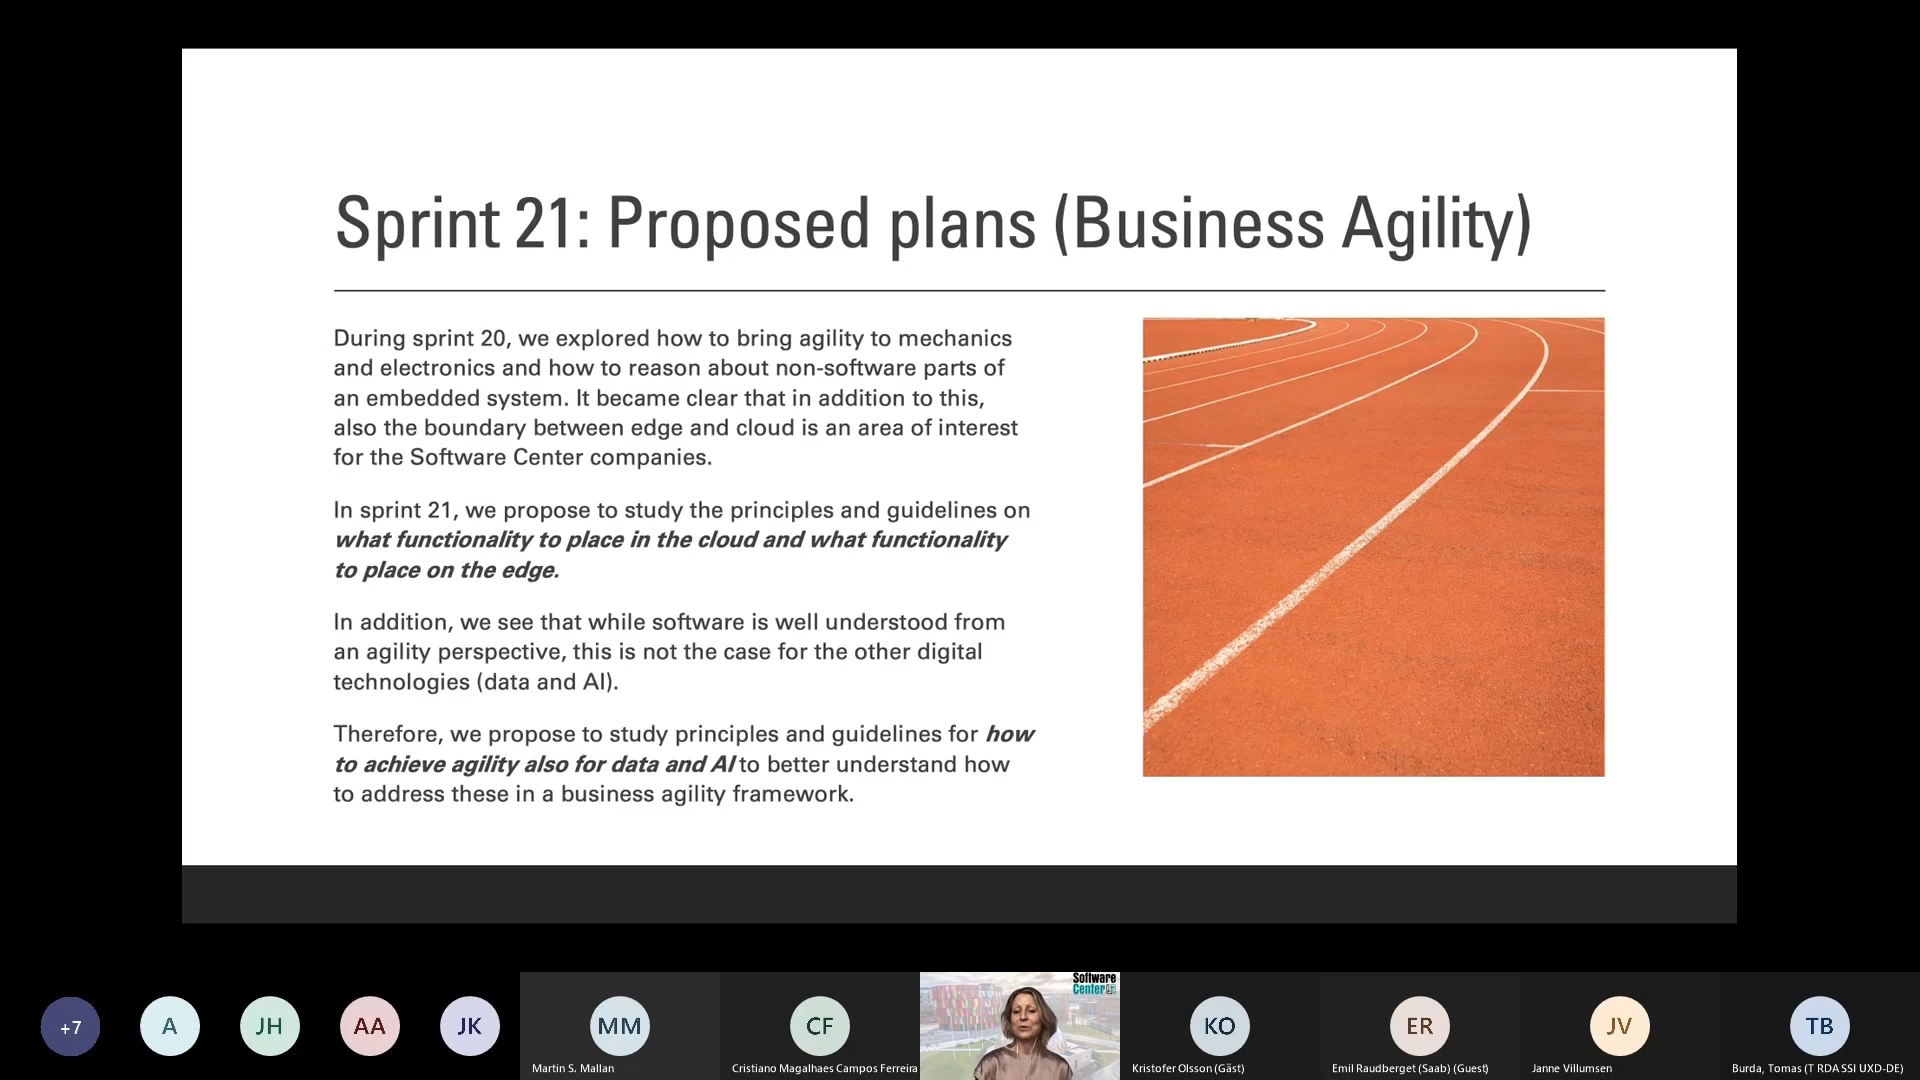 Sprint 21: Proposed plans (Business Agility)
During sprint 20, we explored how to bring agility to mechanics
and electronics and how to reason about non-software parts of
an embedded system. It became clear that in addition to this,
also the boundary between edge and cloud is an area of interest
for the Software Center companies.
In sprint 21, we propose to study the principles and guidelines on
what functionality to place in the cloud and what functionality
to place on the edge.
In addition, we see that while software is well understood from
an agility perspective, this is not the case for the other digital
technologies (data and AI).
Therefore, we propose to study principles and guidelines for how
to achieve agility also for data and AI to better understand how
to address these in a business agility framework.
+7
A
JH
AA
JK
MM
Martin S. Mallan
CF
Cristiano Magalhaes Campos Ferreira
Software
Center
KO
Kristofer Olsson (Gäst)
ER
Emil Raudberget (Saab) (Guest)
JV
Janne Villumsen
TB
Burda, Tomas (T RDA SSI UXD-DE)